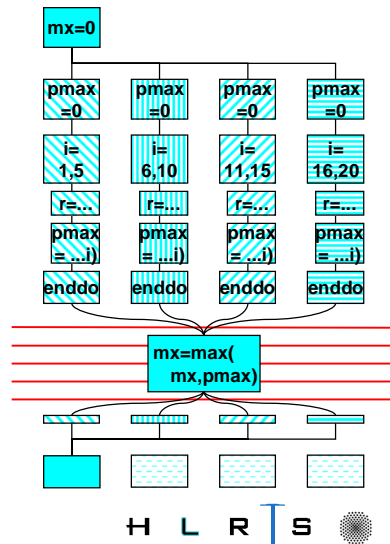 mx=0
pmax pmax pmax pmax
=0 =0 =0 =0
i= i= i= i=
1,5 6,10 11,15 16,20
r=... r=... r=... r=...
pmax pmax pmax pmax
= ...i) = ...i) = ...i) = ...i)
enddo enddo enddo enddo
mx=max(
mx,pmax)
H L R S